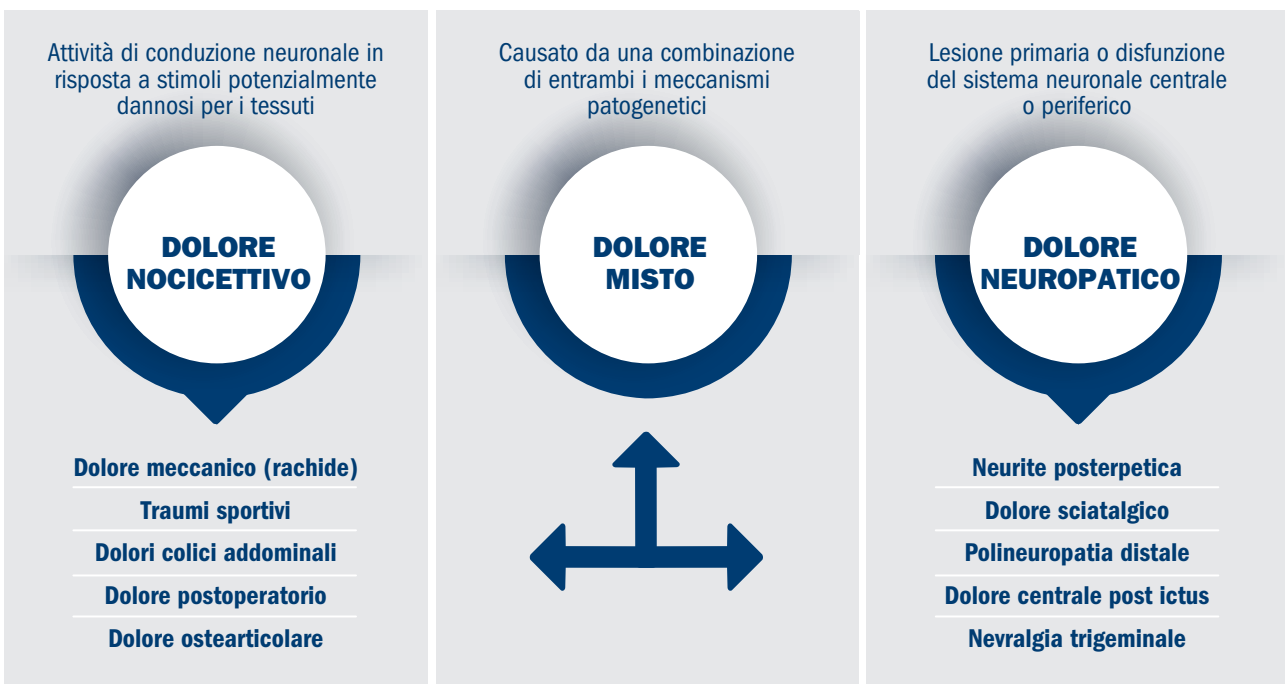 Attività di conduzione neuronale in
risposta a stimoli potenzialmente
dannosi per i tessuti
DOLORE
NOCICETTIVO
Dolore meccanico (rachide)
Traumi sportivi
Dolori colici addominali
Dolore postoperatorio
Dolore ostearticolare
Causato da una combinazione
di entrambi i meccanismi
patogenetici
DOLORE
MISTO
Lesione primaria o disfunzione
del sistema neuronale centrale
o periferico
DOLORE
NEUROPATICO
Neurite posterpetica
Dolore sciatalgico
Polineuropatia distale
Dolore centrale post ictus
Nevralgia trigeminale